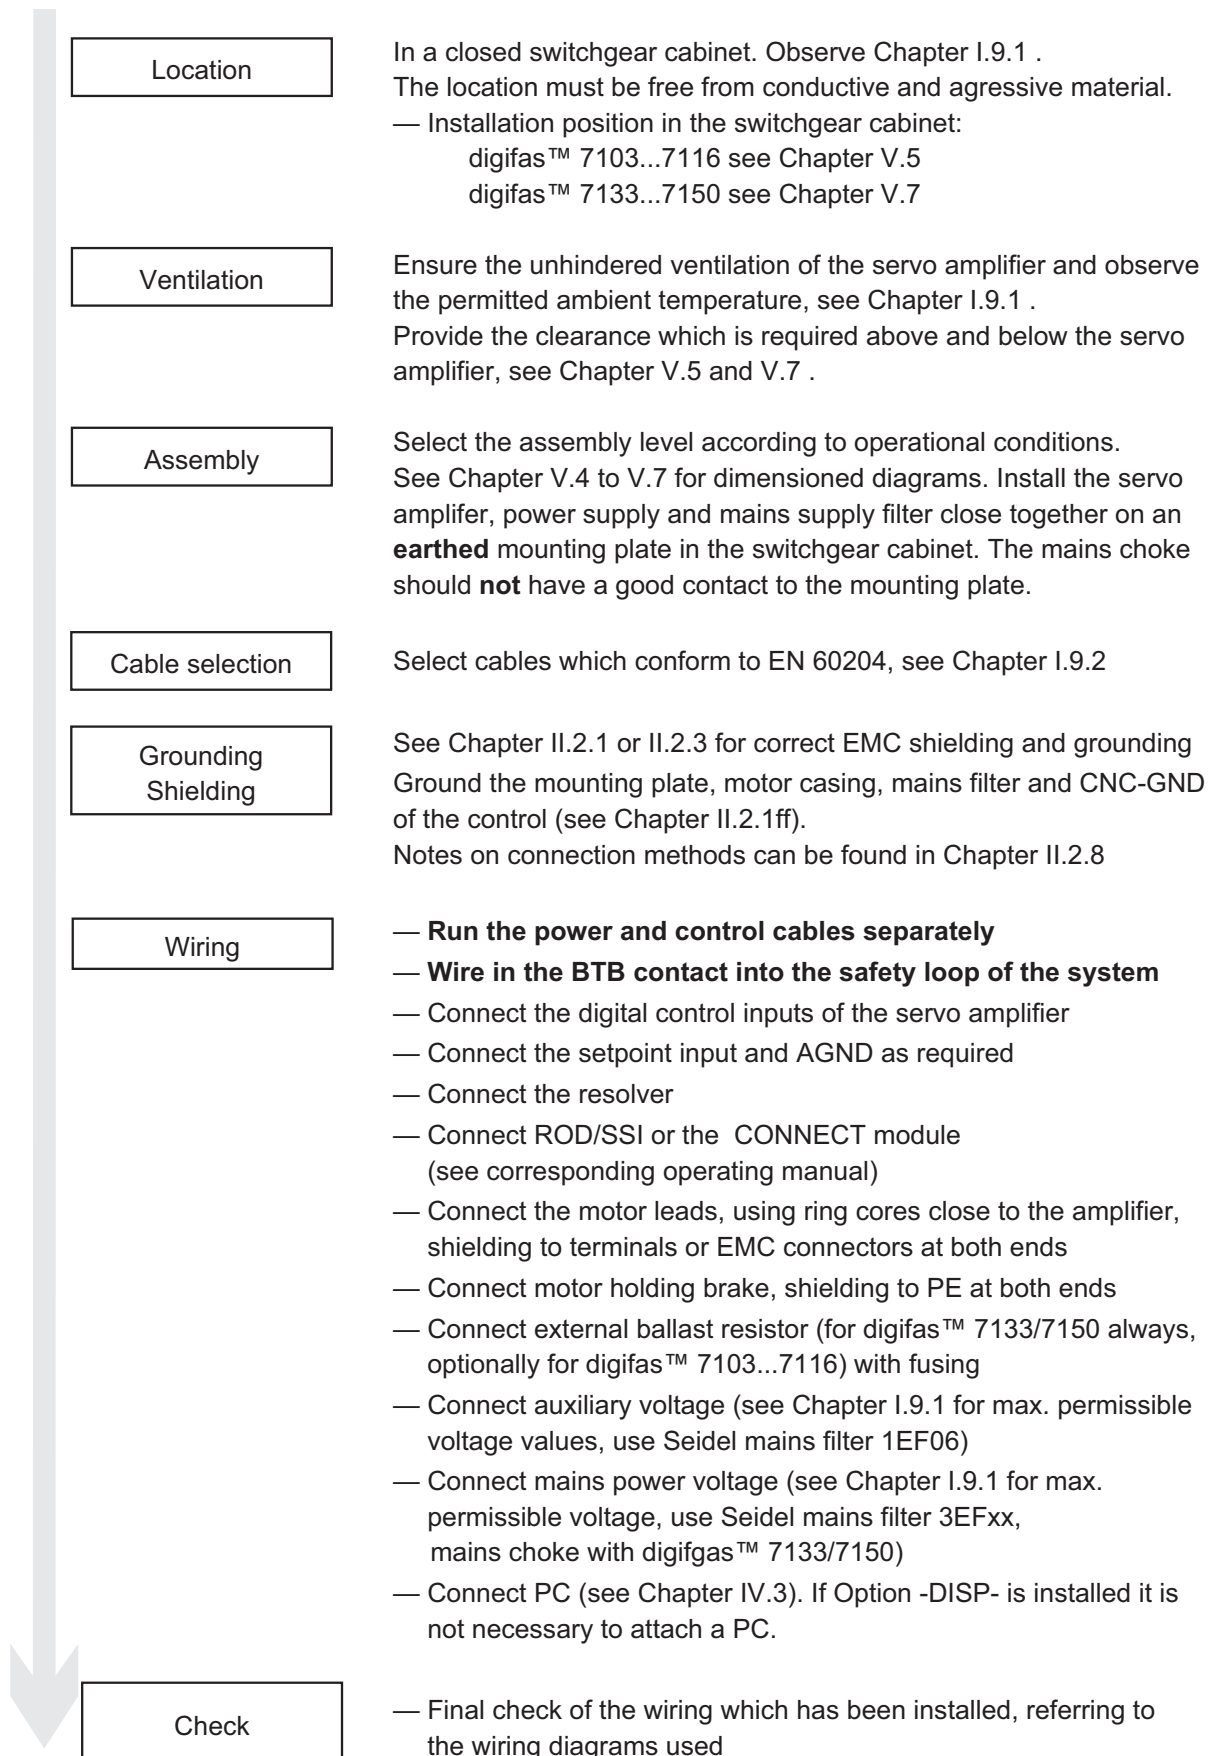 Location
In a closed switchgear cabinet. Observe Chapter I.9.1 .
The location must be free from conductive and agressive material.
— Installation position in the switchgear cabinet:
digifas™ 7103...7116 see Chapter V.5
digifas™ 7133...7150 see Chapter V.7
Ventilation
Ensure the unhindered ventilation of the servo amplifier and observe
the permitted ambient temperature, see Chapter I.9.1 .
Provide the clearance which is required above and below the servo
amplifier, see Chapter V.5 and V.7 .
Assembly
Select the assembly level according to operational conditions.
See Chapter V.4 to V.7 for dimensioned diagrams. Install the servo
amplifer, power supply and mains supply filter close together on an
earthed mounting plate in the switchgear cabinet. The mains choke
should not have a good contact to the mounting plate.
Cable selection
Select cables which conform to EN 60204, see Chapter I.9.2
Grounding
Shielding
See Chapter II.2.1 or II.2.3 for correct EMC shielding and grounding
Ground the mounting plate, motor casing, mains filter and CNC-GND
of the control (see Chapter II.2.1ff).
Notes on connection methods can be found in Chapter II.2.8
Wiring
— Run the power and control cables separately
— Wire in the BTB contact into the safety loop of the system
— Connect the digital control inputs of the servo amplifier
— Connect the setpoint input and AGND as required
— Connect the resolver
— Connect ROD/SSI or the CONNECT module
(see corresponding operating manual)
— Connect the motor leads, using ring cores close to the amplifier,
shielding to terminals or EMC connectors at both ends
— Connect motor holding brake, shielding to PE at both ends
— Connect external ballast resistor (for digifas™ 7133/7150 always,
optionally for digifas™ 7103...7116) with fusing
— Connect auxiliary voltage (see Chapter I.9.1 for max. permissible
voltage values, use Seidel mains filter 1EF06)
— Connect mains power voltage (see Chapter I.9.1 for max.
permissible voltage, use Seidel mains filter 3EFxx,
mains choke with digifgas™ 7133/7150)
— Connect PC (see Chapter IV.3). If Option -DISP- is installed it is
not necessary to attach a PC.
Check
— Final check of the wiring which has been installed, referring to
the wiring diagrams used